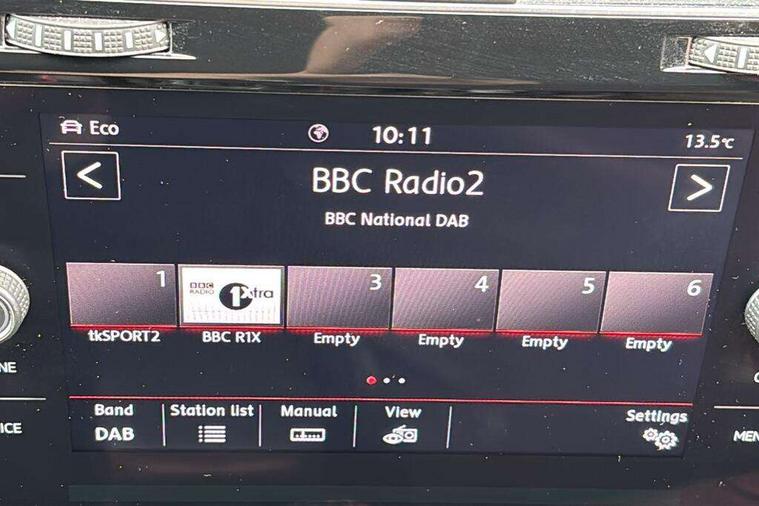 Eco 10:11 13.5°C
< >
BBC Radio2
BBC National DAB
1 BBC RADIO 1Xtra 3 4 5 6
tkSPORT2 BBC R1X Empty Empty Empty Empty
Band Station list Manual View Settings
DAB
NE
ICE
MEN